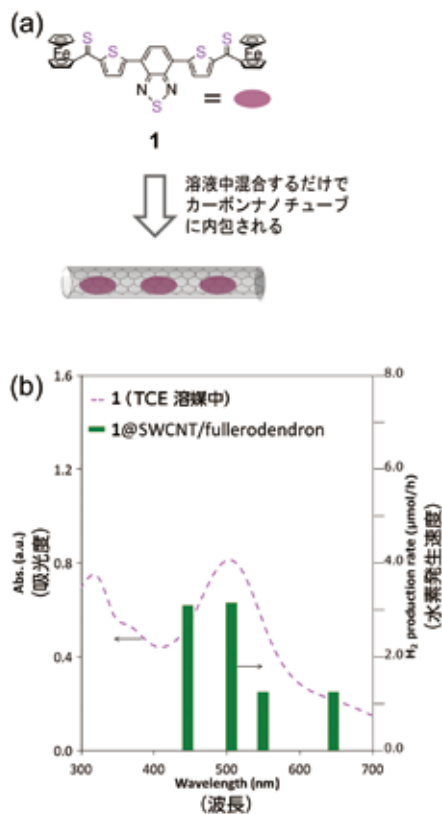 (a)
S
S
S
S
Fe
Fe
N
N
S
=
1
溶液中混合するだけで
カーボンナノチューブ
に内包される
(b)
1.6
1.2
0.8
0.4
0.0
8.0
6.0
4.0
2.0
0.0
1 (TCE 溶媒中)
1@SWCNT/fullerodendron
Abs. (a.u.)
(吸光度)
H₂ production rate (μmol/h)
(水素発生速度)
300
400
500
600
700
Wavelength (nm)
(波長)